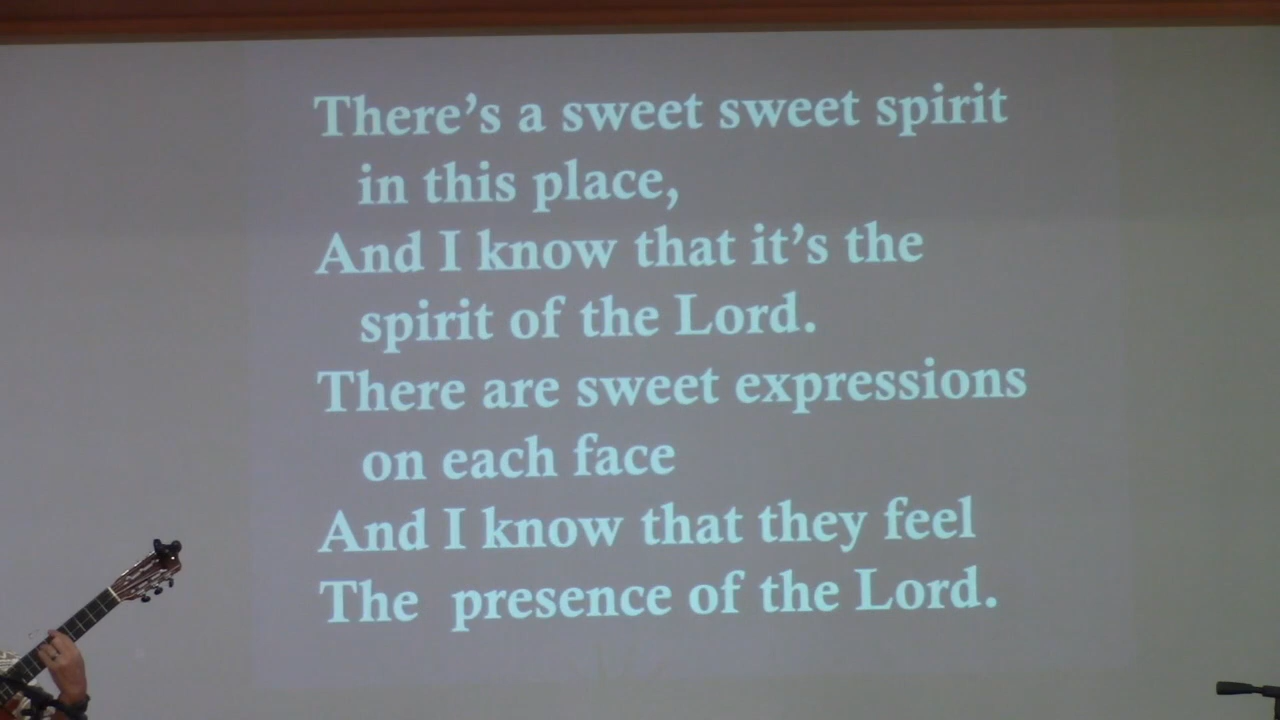 There’s a sweet sweet spirit
in this place,
And I know that it’s the
spirit of the Lord.
There are sweet expressions
on each face
And I know that they feel
The presence of the Lord.